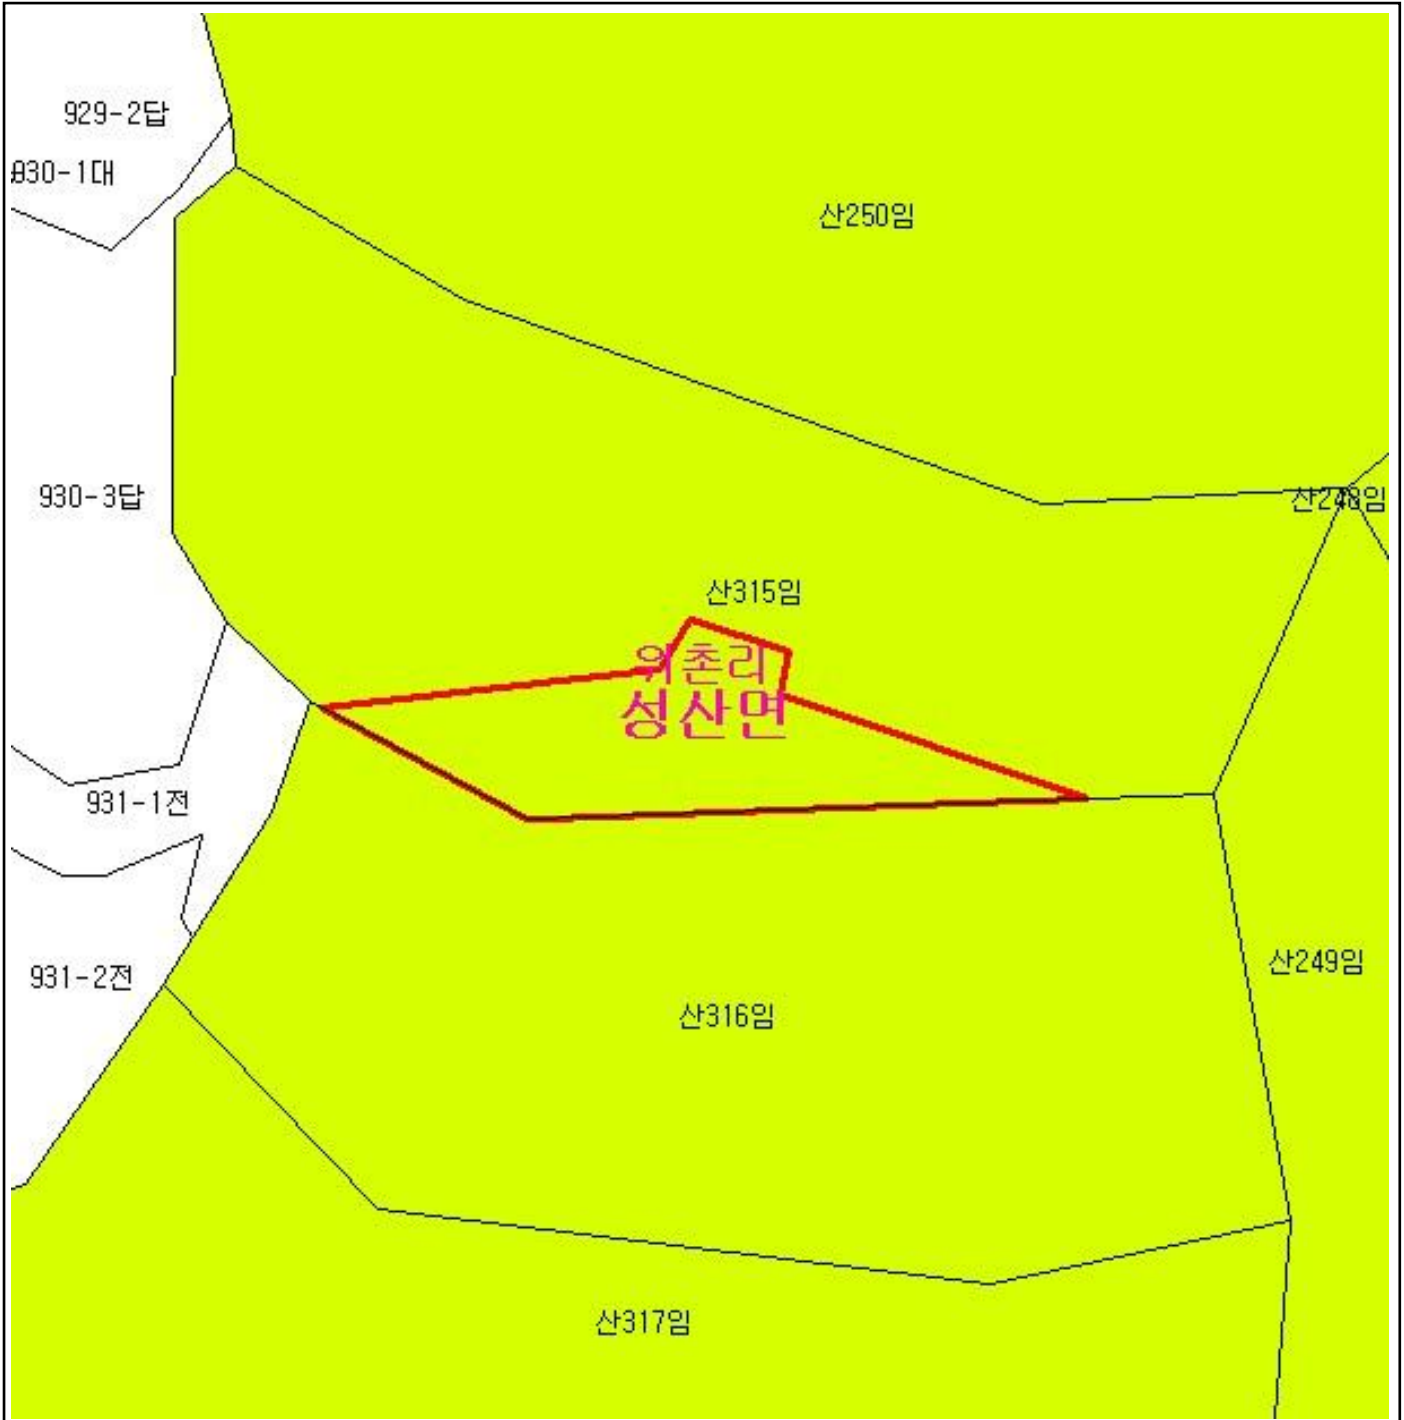 929-2답
930-1대
산250임
930-3답
산248임
산315임
위촌리
성산면
931-1전
931-2전
산249임
산316임
산317임